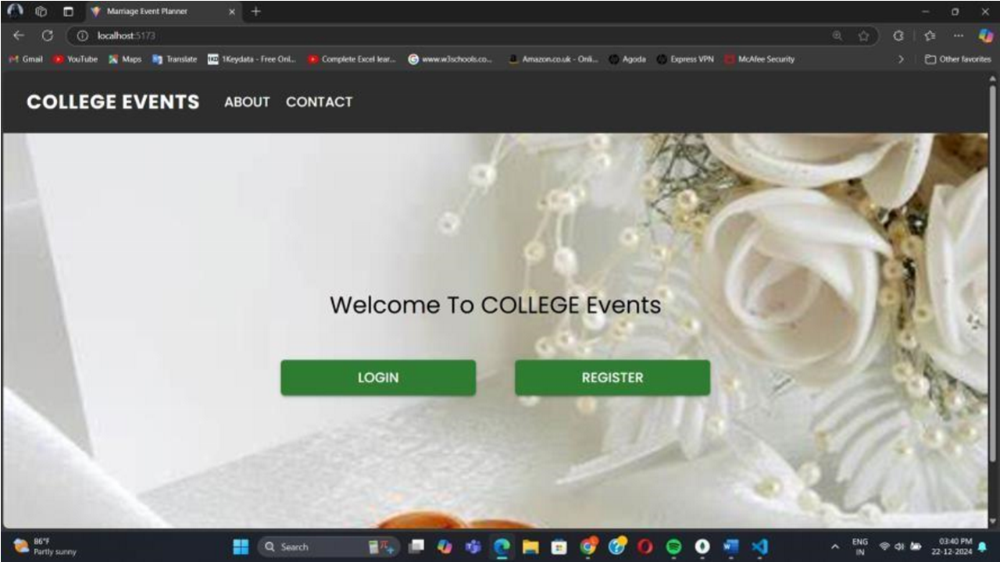 Marriage Event Planner
localhost:5173
Gmail YouTube Maps Translate 1Keydata - Free Onl... Complete Excel lear... www.w3schools.co... Amazon.co.uk - Onli... Agoda Express VPN McAfee Security Other favorites
COLLEGE EVENTS ABOUT CONTACT
Welcome To COLLEGE Events
LOGIN REGISTER
86°F
Partly sunny
Search
ENG
IN
03:40 PM
22-12-2024